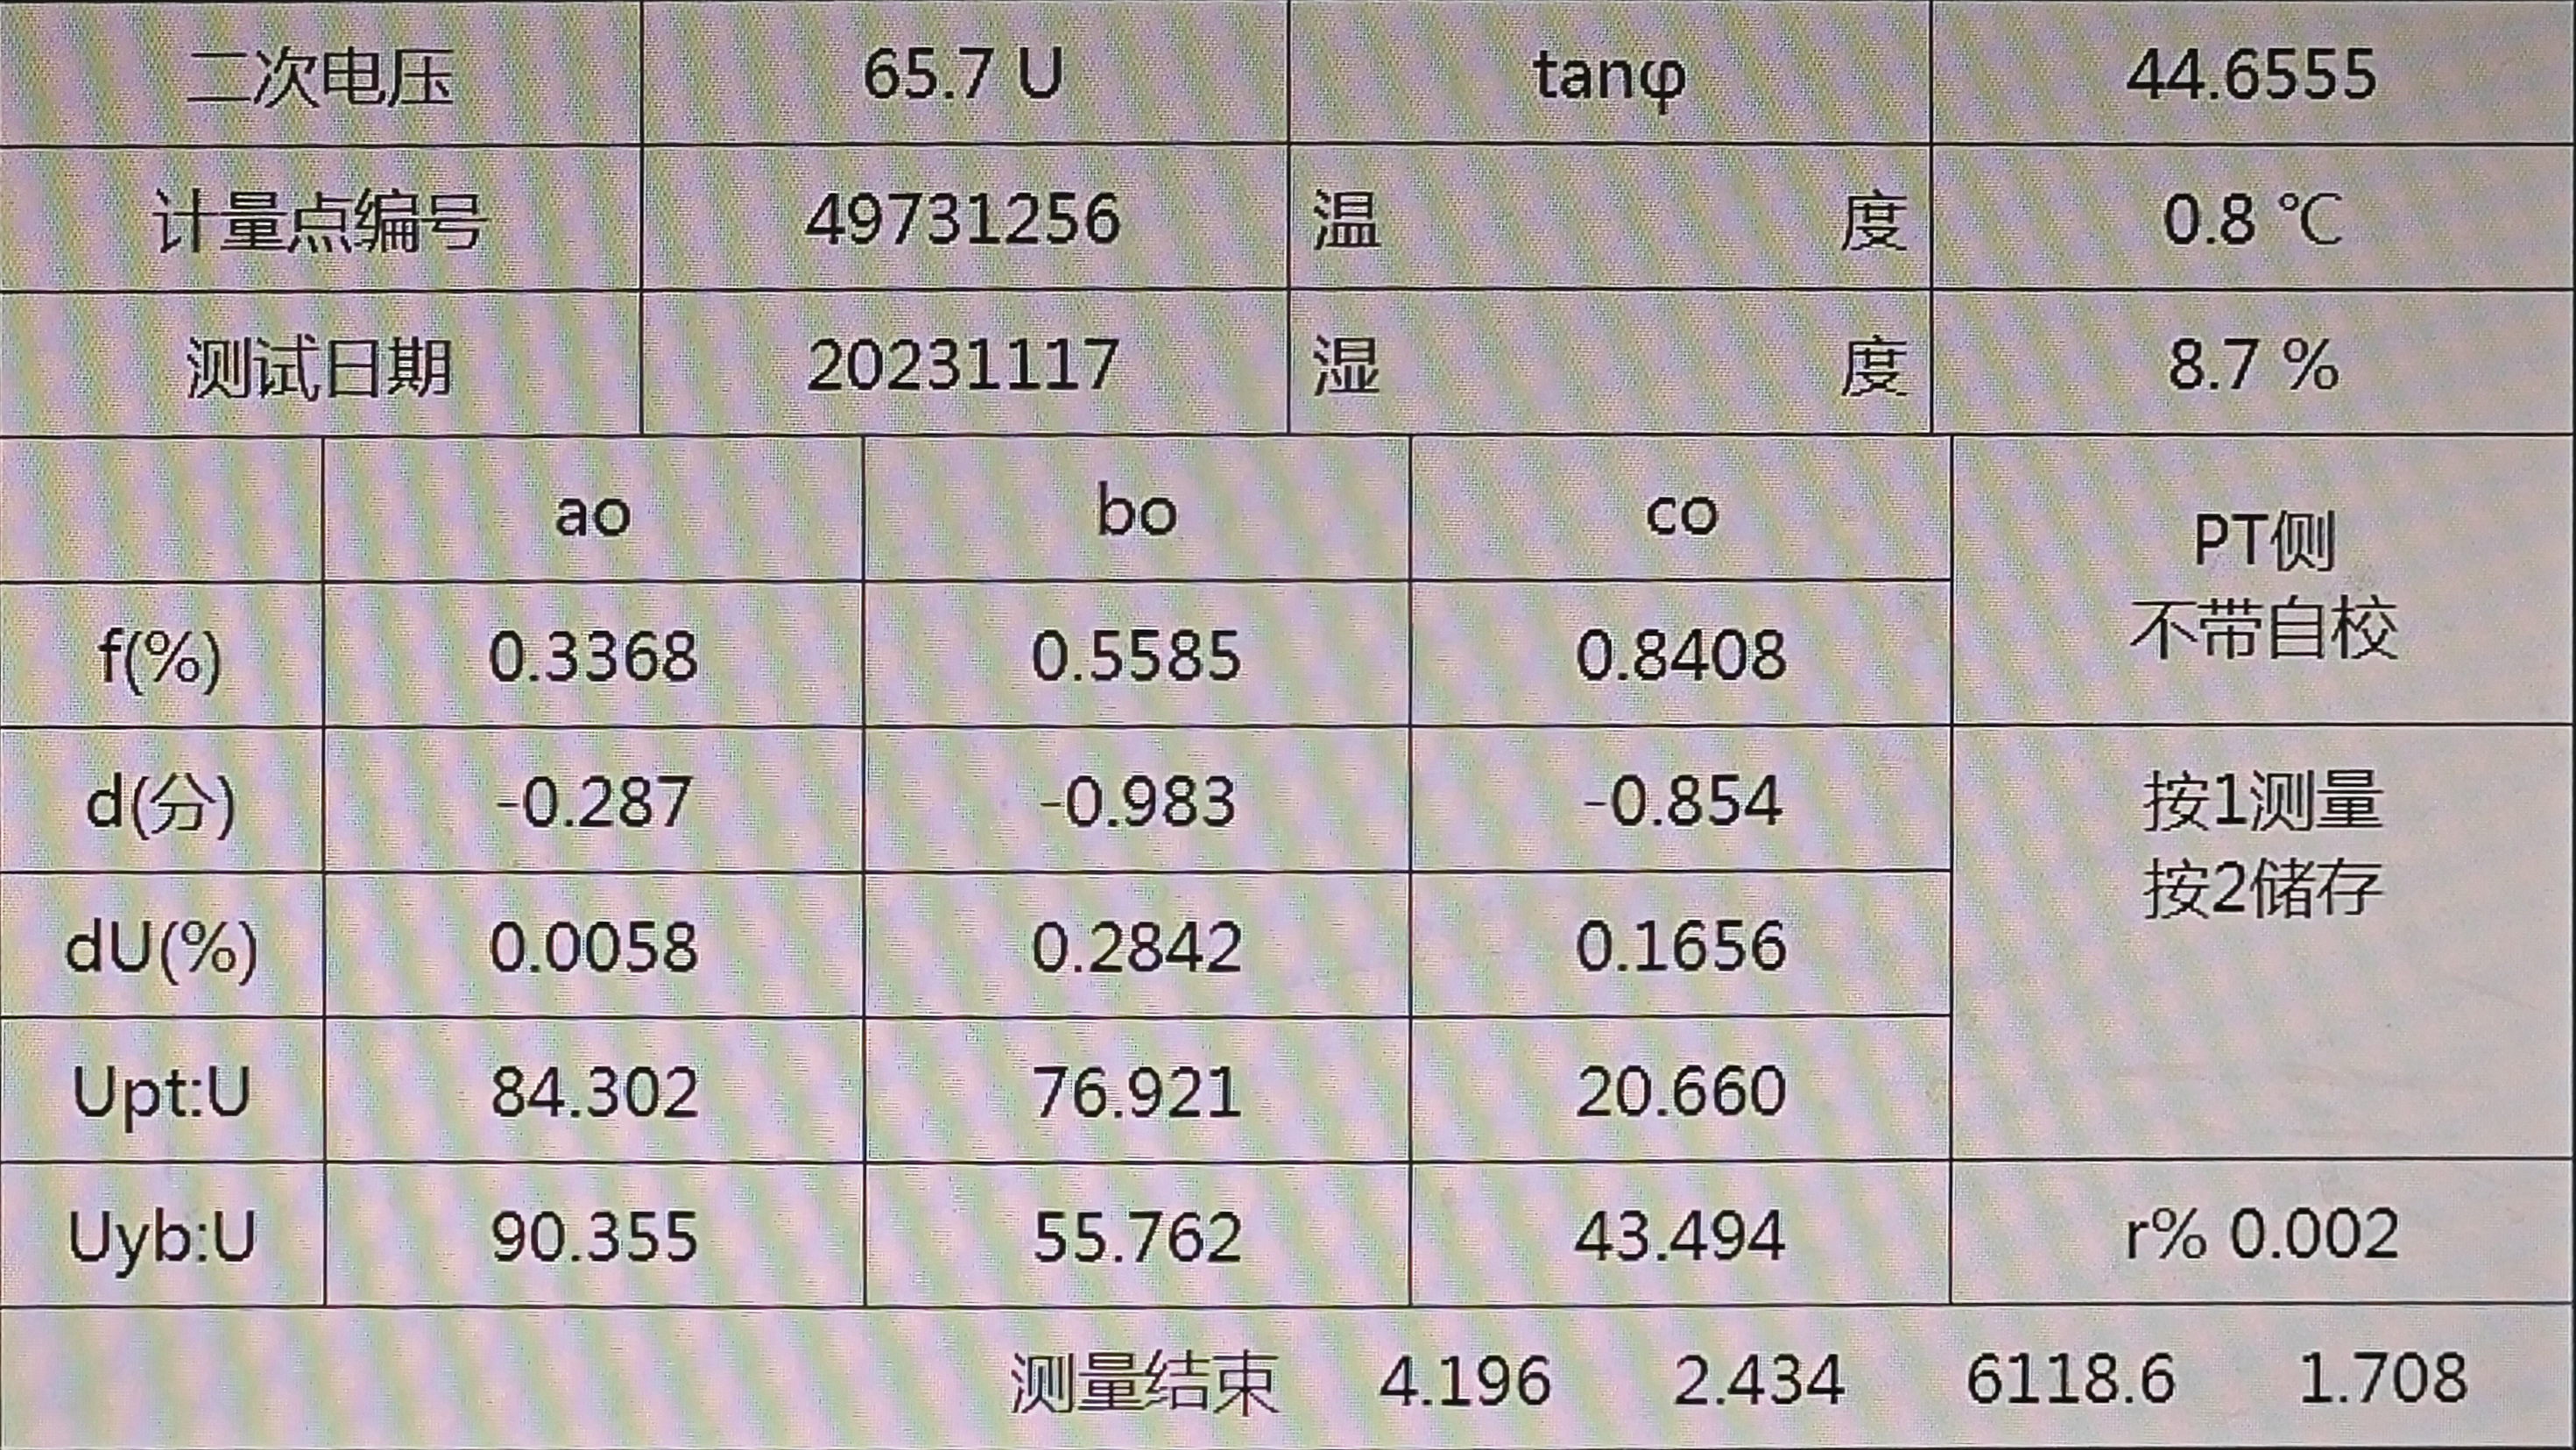 二次电压 65.7 U tanφ 44.6555
计量点编号 49731256 温度 0.8 ℃
测试日期 20231117 湿度 8.7 %
ao bo co
PT侧
不带自校
f(%) 0.3368 0.5585 0.8408
d(分) -0.287 -0.983 -0.854
按1测量
按2储存
dU(%) 0.0058 0.2842 0.1656
Upt:U 84.302 76.921 20.660
Uyb:U 90.355 55.762 43.494 r% 0.002
测量结束 4.196 2.434 6118.6 1.708